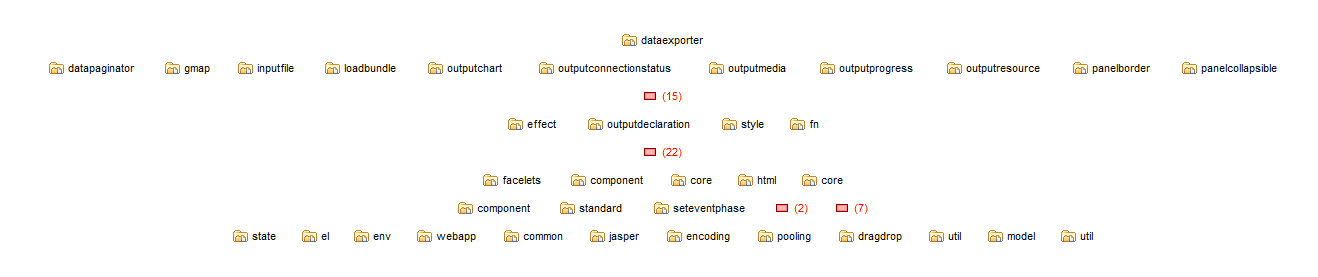 dataexporter
datapaginator gmap inputfile loadbundle outputchart outputconnectionstatus outputmedia outputprogress outputresource panelborder panelcollapsible
(15)
effect outputdeclaration style fn
(22)
facelets component core html core
component standard seteventphase (2) (7)
state el env webapp common jasper encoding pooling dragdrop util model util